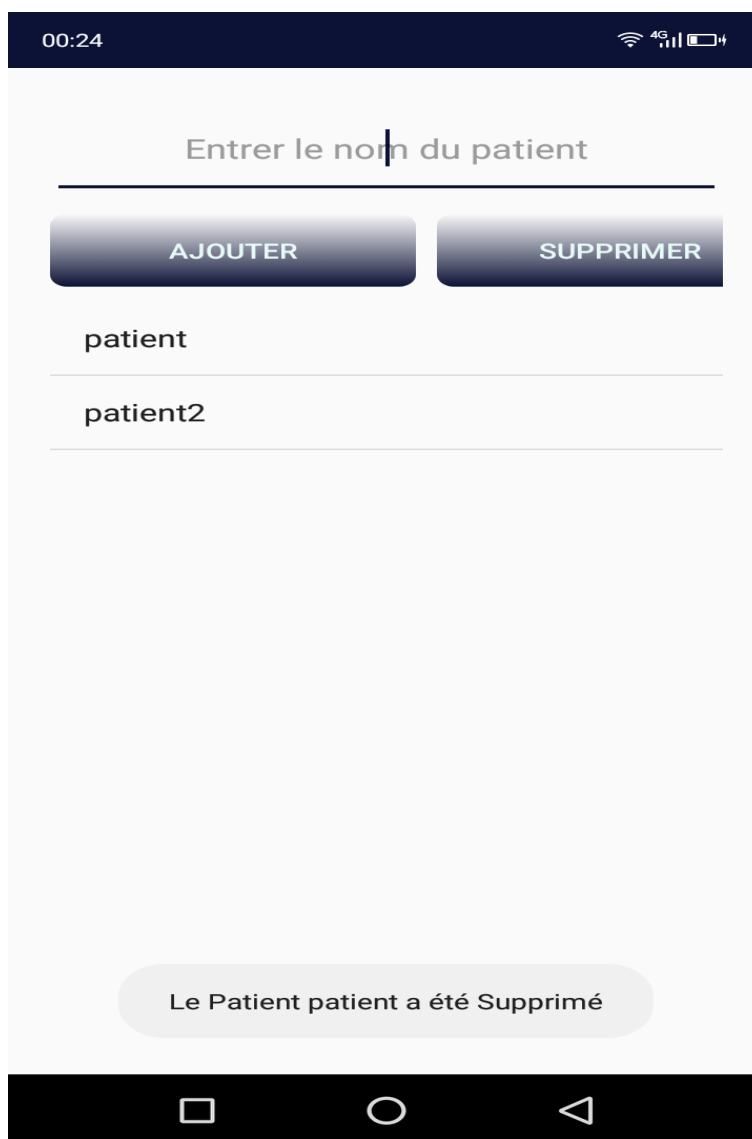 00:24 4G
Entrer le nom du patient
AJOUTER SUPPRIMER
patient
patient2
Le Patient patient a été Supprimé